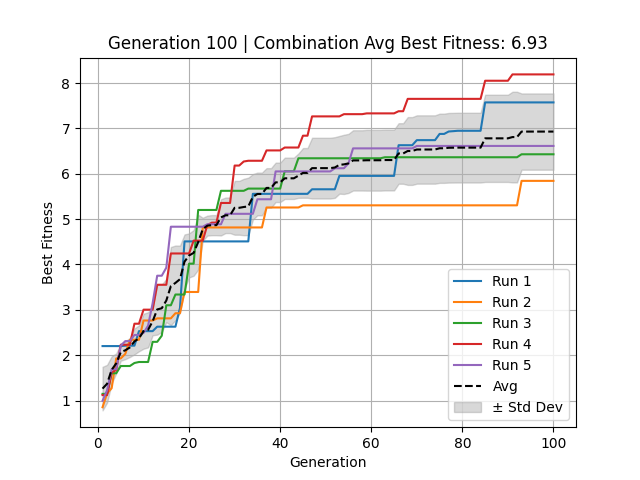 Generation 100 | Combination Avg Best Fitness: 6.93
Best Fitness
8
7
6
5
4
3
2
1
Run 1
Run 2
Run 3
Run 4
Run 5
Avg
± Std Dev
0 20 40 60 80 100
Generation